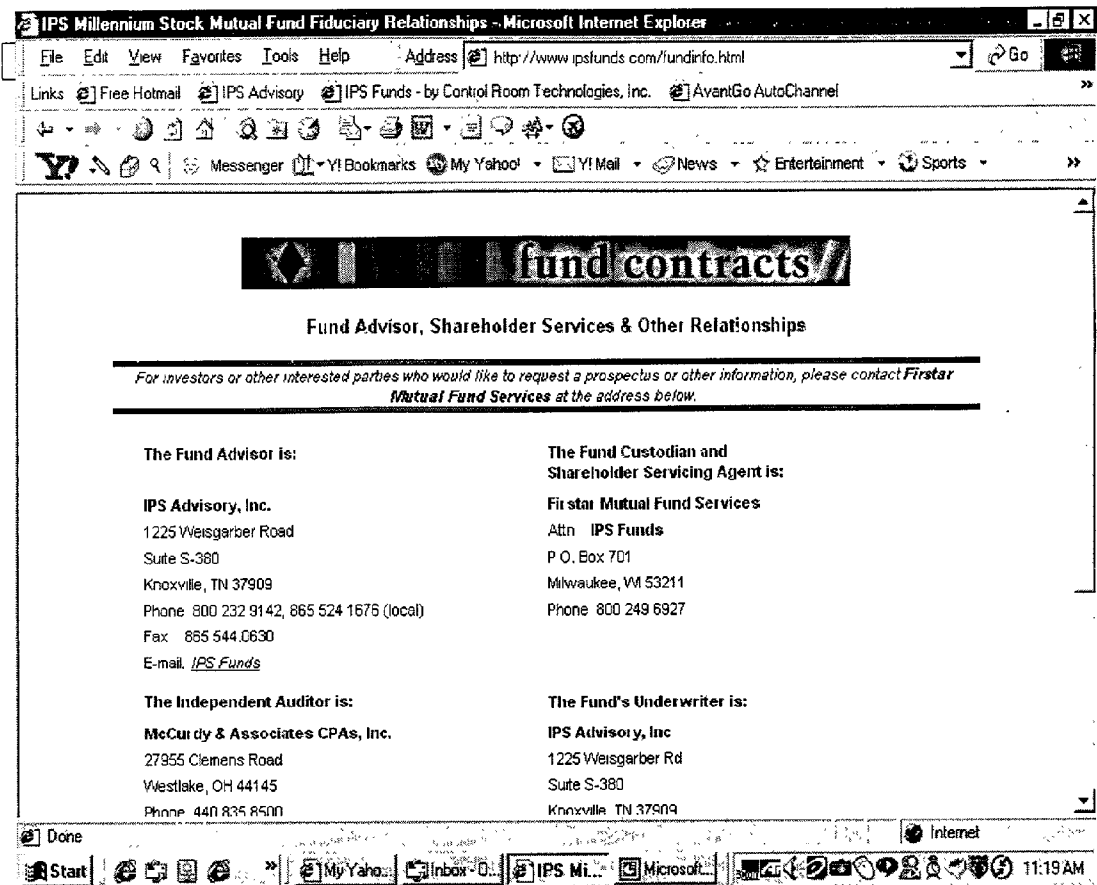 IPS Millennium Stock Mutual Fund Fiduciary Relationships - Microsoft Internet Explorer
File Edit View Favorites Tools Help Address http://www.ipsfunds.com/fundinfo.html Go
Links Free Hotmail IPS Advisory IPS Funds - by Control Room Technologies, Inc. AvantGo AutoChannel »
Y! Messenger Y! Bookmarks My Yahoo! Y! Mail News Entertainment Sports »
fund contracts //
Fund Advisor, Shareholder Services & Other Relationships
For investors or other interested parties who would like to request a prospectus or other information, please contact Firstar
Mutual Fund Services at the address below.
The Fund Advisor is:
IPS Advisory, Inc.
1225 Weisgarber Road
Suite S-380
Knoxville, TN 37909
Phone 800 232 9142, 865 524 1676 (local)
Fax 865 544.0630
E-mail. IPS Funds
The Fund Custodian and
Shareholder Servicing Agent is:
Firstar Mutual Fund Services
Attn IPS Funds
P O. Box 701
Milwaukee, WI 53211
Phone 800 249 6927
The Independent Auditor is:
McCurdy & Associates CPAs, Inc.
27955 Clemens Road
Westlake, OH 44145
Phone 440 835 8500
The Fund's Underwriter is:
IPS Advisory, Inc
1225 Weisgarber Rd
Suite S-380
Knoxville, TN 37909
Done Internet
Start » My Yaho... Inbox - O... IPS Mi... Microsoft... 11:19 AM